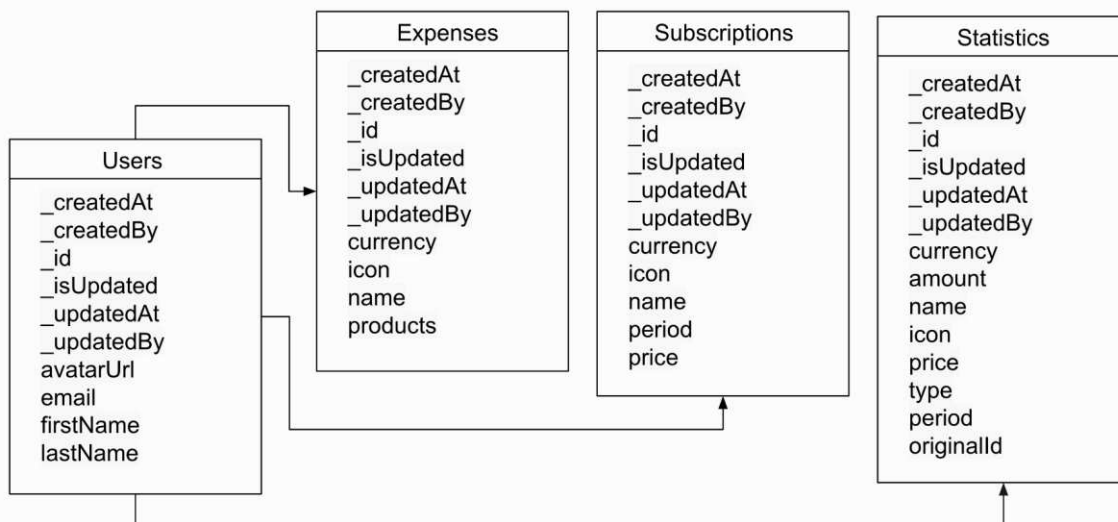 Users
_createdAt
_createdBy
_id
_isUpdated
_updatedAt
_updatedBy
avatarUrl
email
firstName
lastName
Expenses
_createdAt
_createdBy
_id
_isUpdated
_updatedAt
_updatedBy
currency
icon
name
products
Subscriptions
_createdAt
_createdBy
_id
_isUpdated
_updatedAt
_updatedBy
currency
icon
name
period
price
Statistics
_createdAt
_createdBy
_id
_isUpdated
_updatedAt
_updatedBy
currency
amount
name
icon
price
type
period
originalId